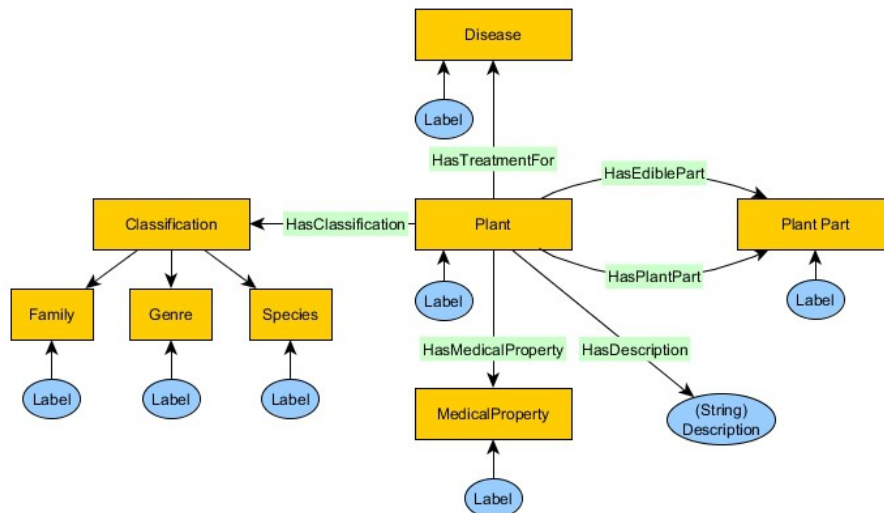 Disease
Label
HasTreatmentFor
HasEdiblePart
Classification
HasClassification
Plant
Plant Part
HasPlantPart
Family
Genre
Species
Label
Label
HasMedicalProperty
HasDescription
Label
Label
Label
MedicalProperty
(String)
Description
Label